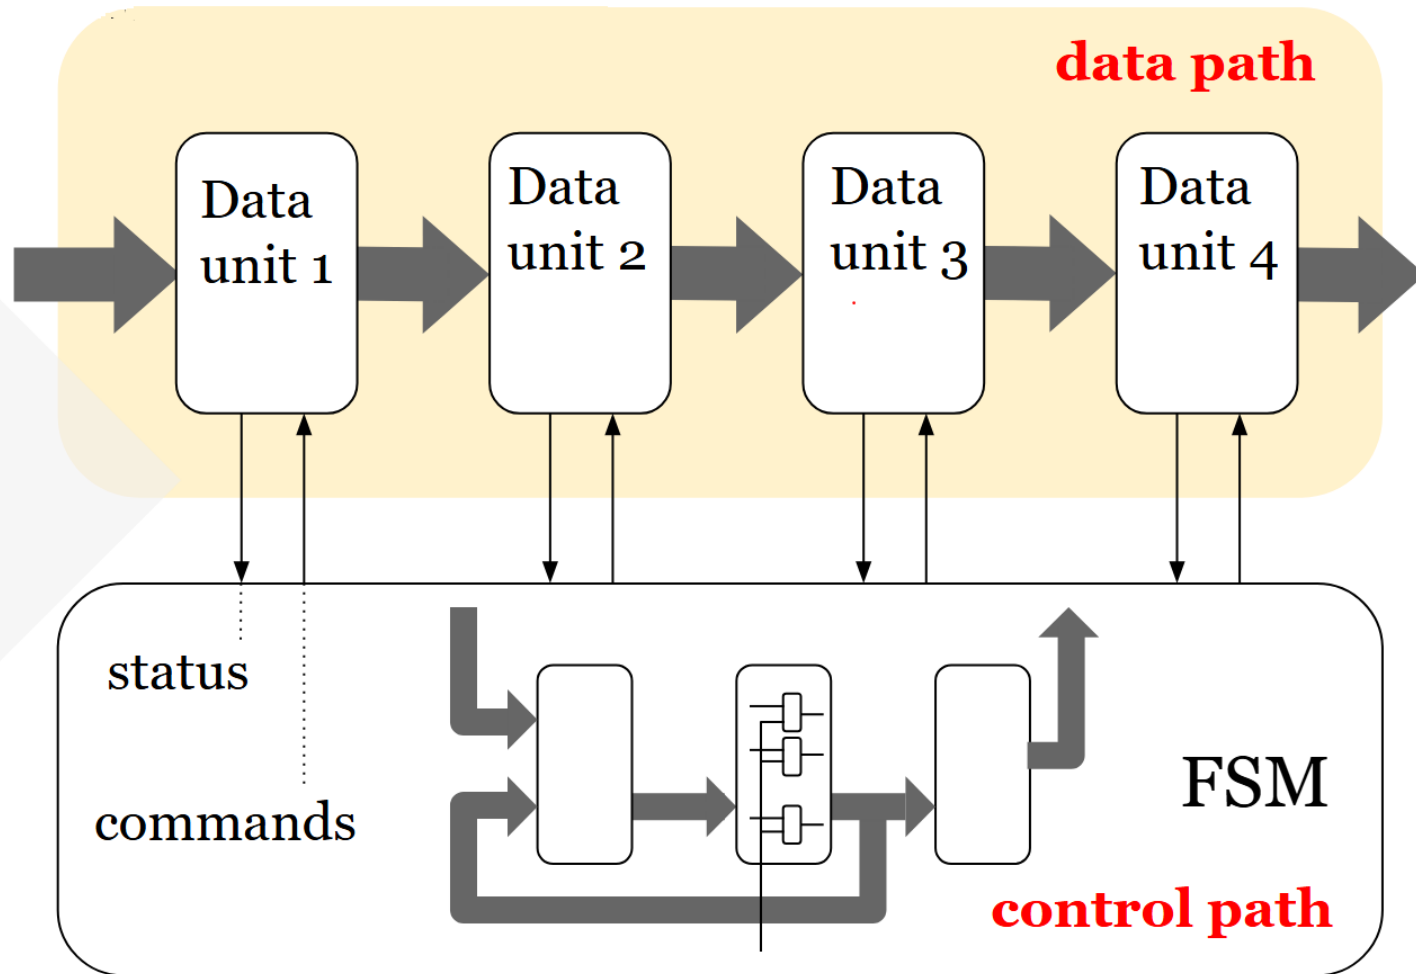 data path
Data
unit 1
Data
unit 2
Data
unit 3
Data
unit 4
status
commands
FSM
control path